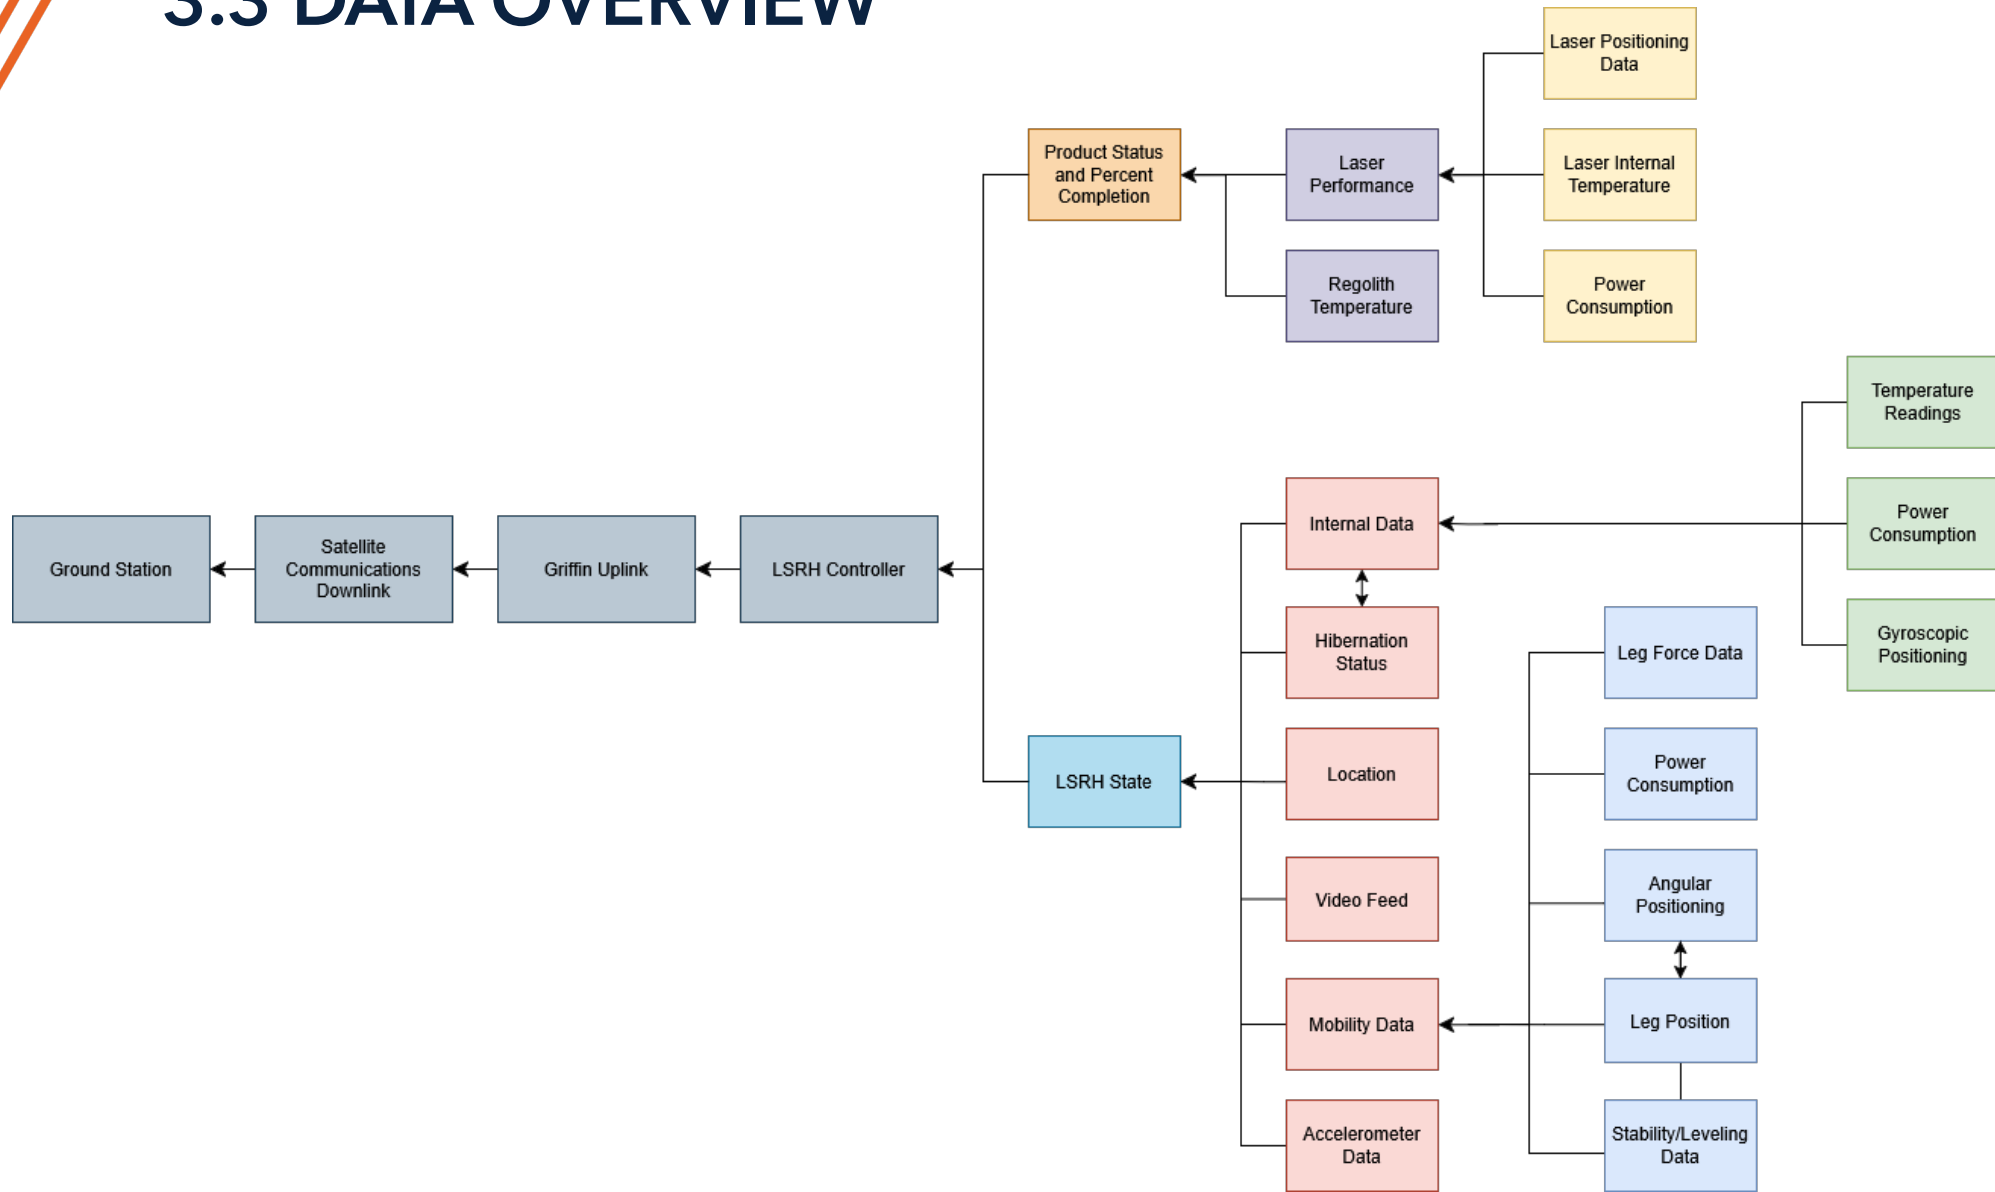 3.3 DATA OVERVIEW
Laser Positioning
Data
Product Status
and Percent
Completion
Laser
Performance
Laser Internal
Temperature
Regolith
Temperature
Power
Consumption
Temperature
Readings
Internal Data
Power
Consumption
Ground Station
Satellite
Communications
Downlink
Griffin Uplink
LSRH Controller
Hibernation
Status
Leg Force Data
Gyroscopic
Positioning
LSRH State
Location
Power
Consumption
Video Feed
Angular
Positioning
Mobility Data
Leg Position
Accelerometer
Data
Stability/Leveling
Data